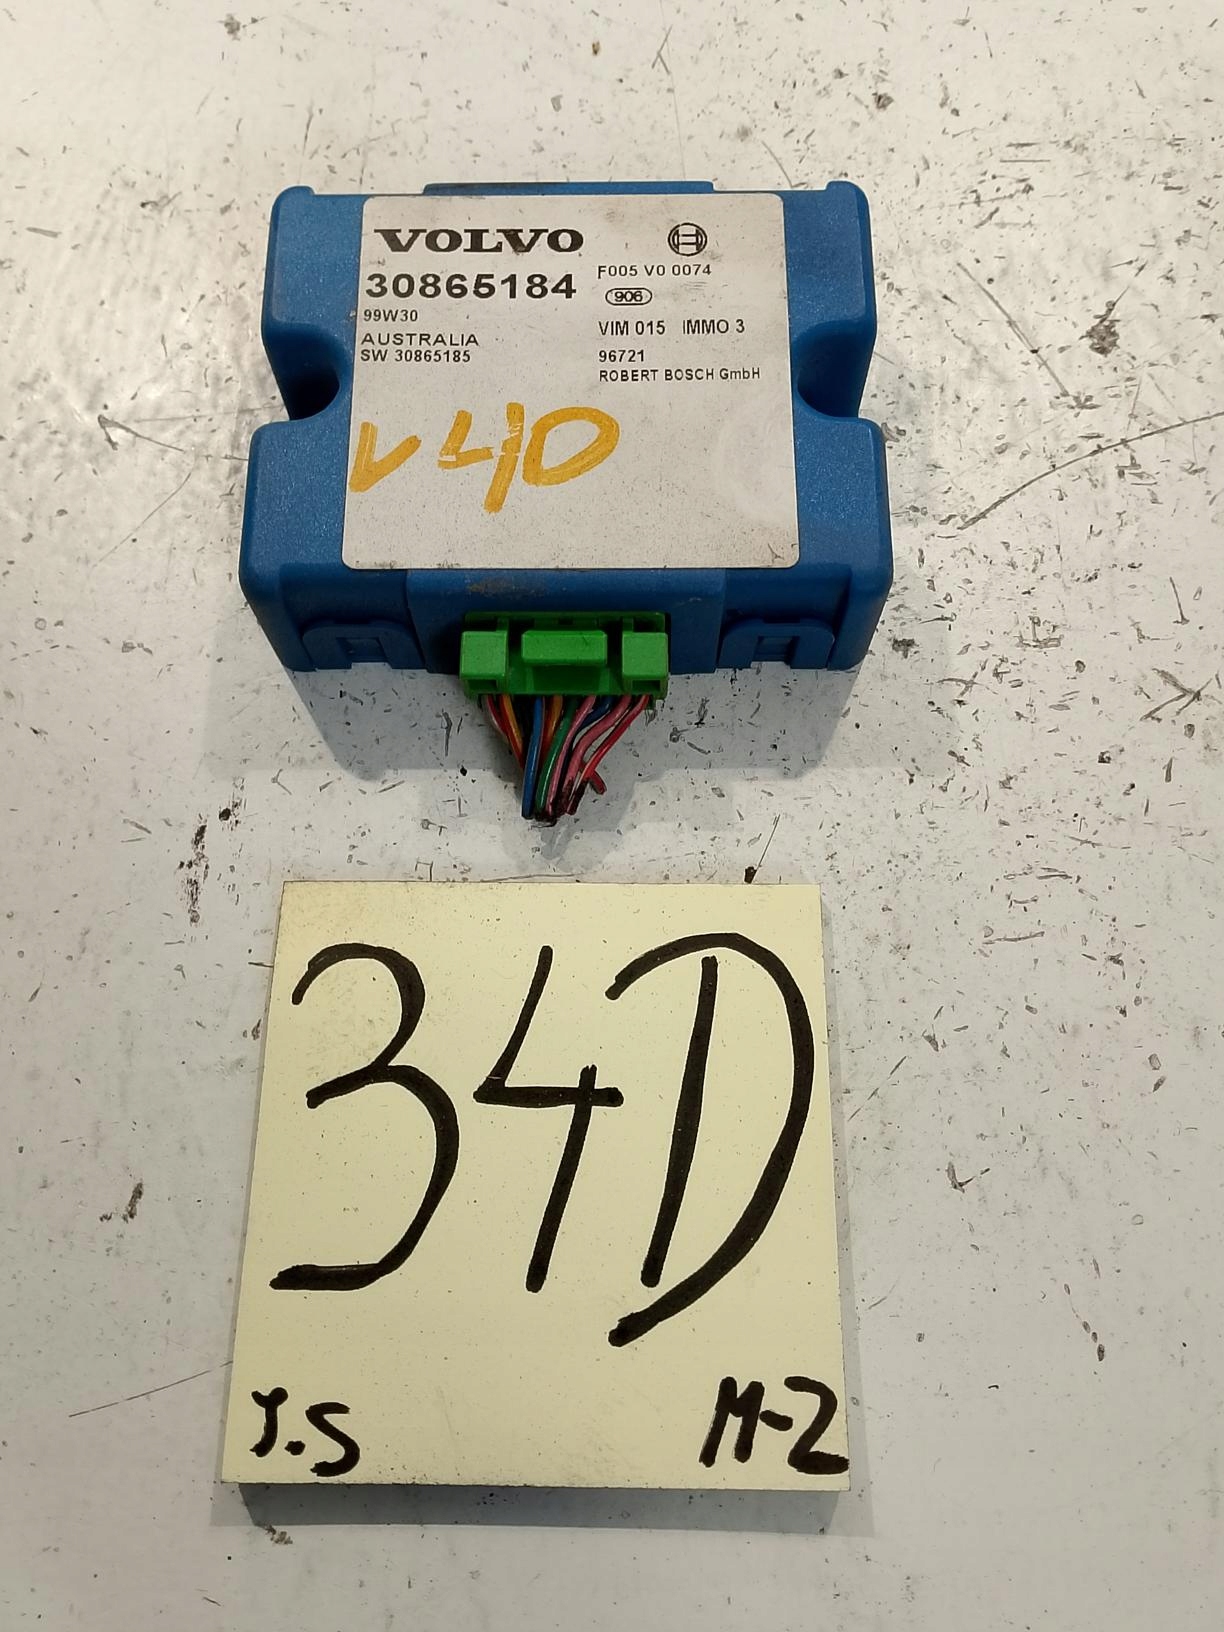 VOLVO
30865184
99W30
AUSTRALIA
SW 30865185
F005 V0 0074
906
VIM 015 IMMO 3
96721
ROBERT BOSCH GmbH
V40
34D
J.S
M-2